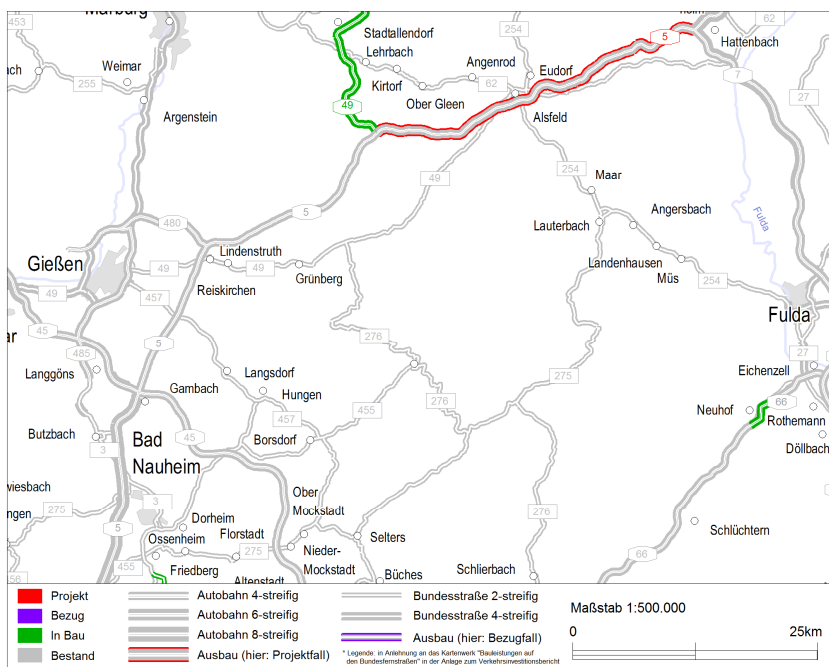 Marburg
453
Stadtallendorf
254
5
62
Hattenbach
Weimar
Lehrbach
Angenrod
Eudorf
7
255
Kirtorf
62
27
Argenstein
49
Ober Gleen
Alsfeld
254
Maar
49
5
Angersbach
Fulda
480
Lauterbach
Gießen
Lindenstruth
49
49
Grünberg
Landenhausen
Müs
254
Reiskirchen
49
457
Fulda
45
276
5
485
27
Langgöns
Langsdorf
275
Eichenzell
Gambach
Hungen
276
66
Neuhof
455
457
Rothemann
Butzbach
3
Bad
Nauheim
45
Borsdorf
Döllbach
wiesbach
Ober
Mockstadt
275
3
276
ngen
Dorheim
5
Florstadt
Selters
Schlüchtern
Ossenheim
275
Nieder-
Mockstadt
66
455
Friedberg
Altenstadt
Büches
Schlierbach
Projekt
Autobahn 4-streifig
Bundesstraße 2-streifig
Bezug
Autobahn 6-streifig
Bundesstraße 4-streifig
In Bau
Autobahn 8-streifig
Ausbau (hier: Bezugfall)
Bestand
Ausbau (hier: Projektfall)
* Legende: in Anlehnung an das Kartenwerk "Bauleistungen auf
den Bundesfernstraßen" in der Anlage zum Verkehrsinvestitionsbericht
Maßstab 1:500.000
0
25km